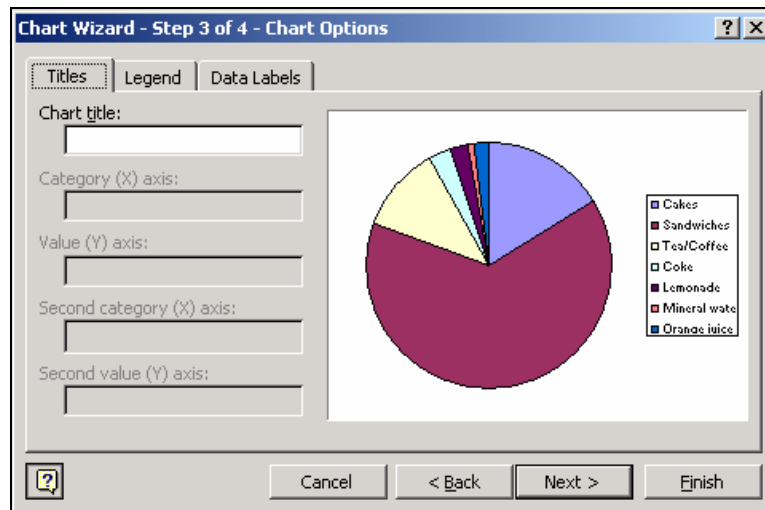 Chart Wizard - Step 3 of 4 - Chart Options
Titles Legend Data Labels
Chart title:
Category (X) axis:
Value (Y) axis:
Second category (X) axis:
Second value (Y) axis:
Cakes
Sandwiches
Tea/Coffee
Coke
Lemonade
Mineral wate
Orange juice
Cancel < Back Next > Finish